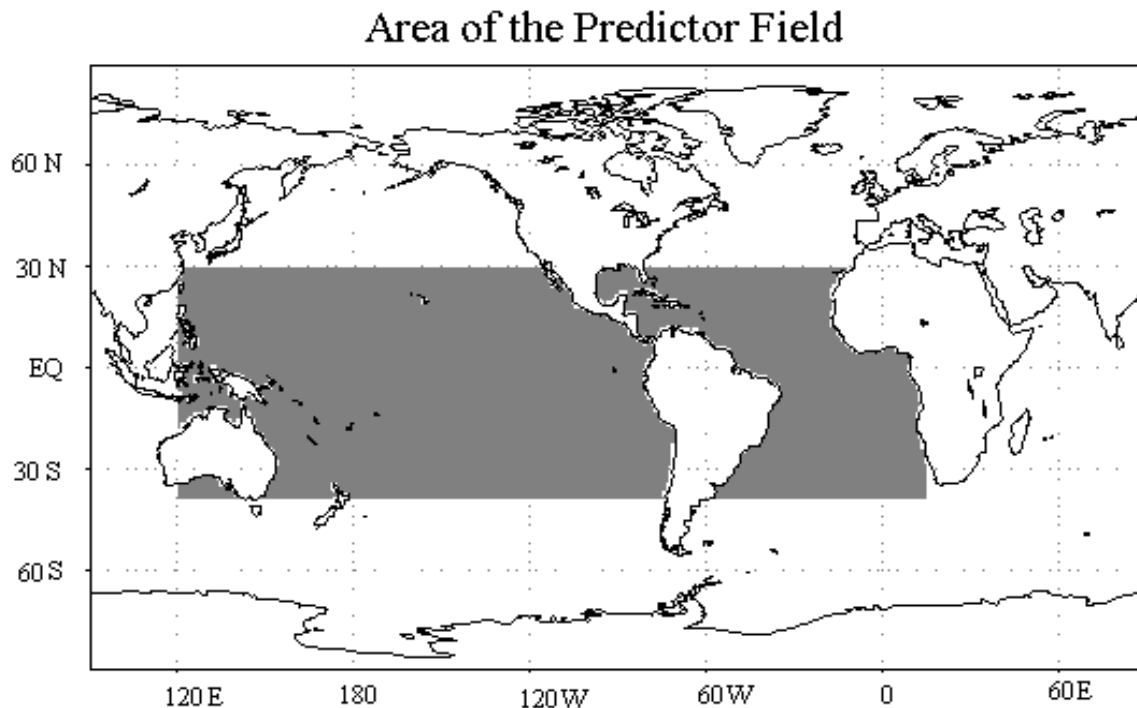 Area of the Predictor Field
60 N
30 N
EQ
30 S
60 S
120 E 180 120 W 60 W 0 60 E